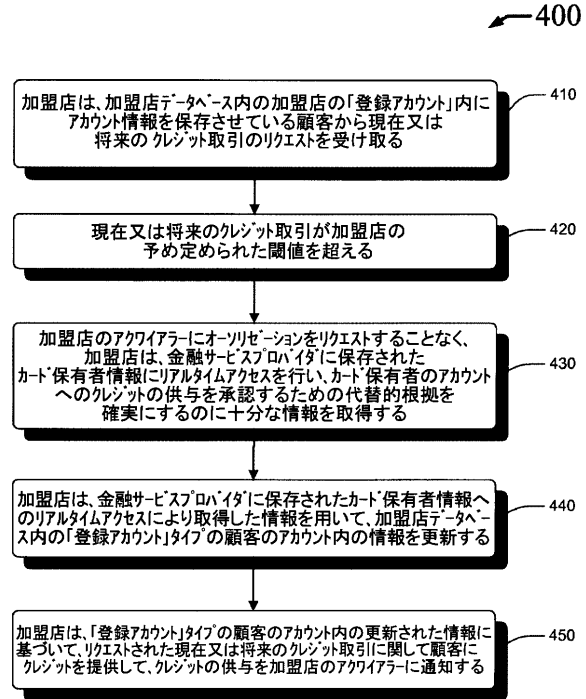 400
加盟店は、加盟店データベース内の加盟店の「登録アカウント」内に
アカウント情報を保存させている顧客から現在又は
将来のクレジット取引のリクエストを受け取る
410
現在又は将来のクレジット取引が加盟店の
予め定められた閾値を超える
420
加盟店のアクワイアラーにオーソリゼーションをリクエストすることなく、
加盟店は、金融サービスプロバイダに保存された
カード保有者情報にリアルタイムアクセスを行い、カード保有者のアカウント
へのクレジットの供与を承認するための代替的根拠を
確実にするのに十分な情報を取得する
430
加盟店は、金融サービスプロバイダに保存されたカード保有者情報へ
のリアルタイムアクセスにより取得した情報を用いて、加盟店データベー
ス内の「登録アカウント」タイプの顧客のアカウント内の情報を更新する
440
加盟店は、「登録アカウント」タイプの顧客のアカウント内の更新された情報に
基づいて、リクエストされた現在又は将来のクレジット取引に関して顧客に
クレジットを提供して、クレジットの供与を加盟店のアクワイアラーに通知する
450